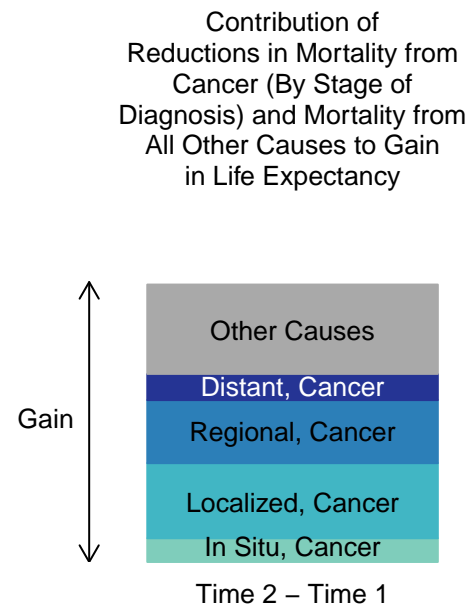 Contribution of
Reductions in Mortality from
Cancer (By Stage of
Diagnosis) and Mortality from
All Other Causes to Gain
in Life Expectancy
Other Causes
Distant, Cancer
Gain
Regional, Cancer
Localized, Cancer
In Situ, Cancer
Time 2 – Time 1